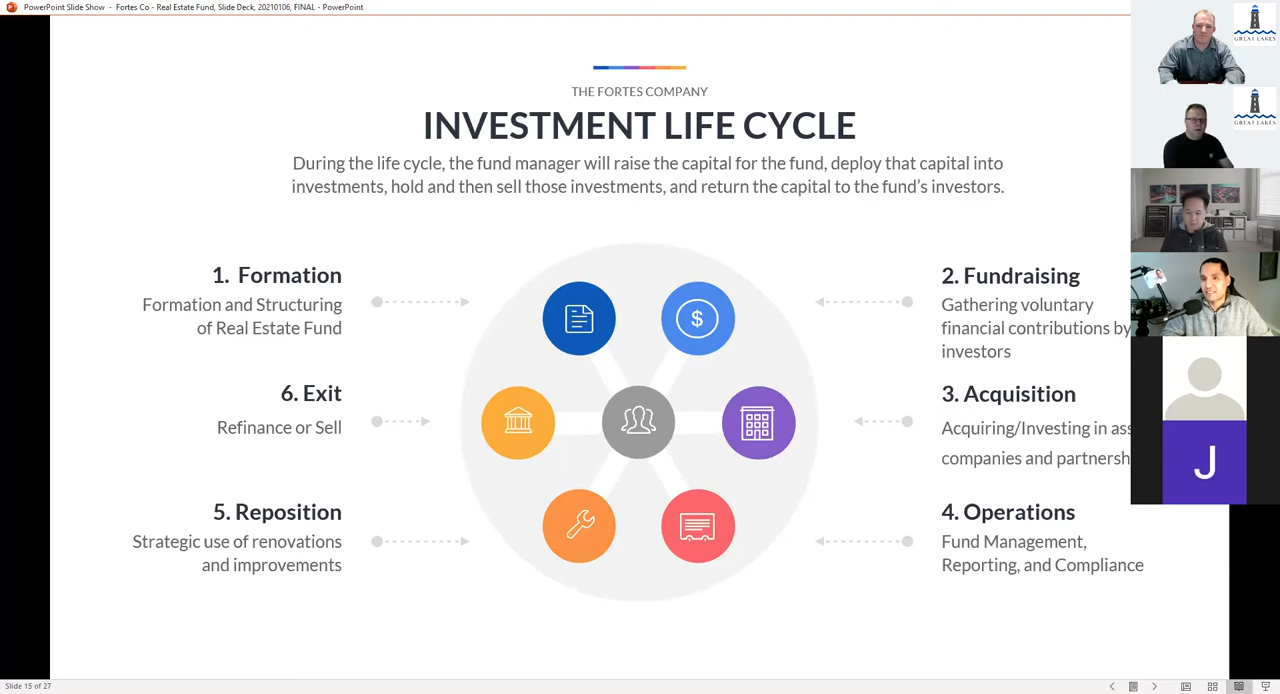 PowerPoint Slide Show - Fortes Co - Real Estate Fund, Slide Deck, 20210106, FINAL - PowerPoint
GREAT LAKES
GREAT LAKES
THE FORTES COMPANY
INVESTMENT LIFE CYCLE
During the life cycle, the fund manager will raise the capital for the fund, deploy that capital into
investments, hold and then sell those investments, and return the capital to the fund's investors.
1. Formation
Formation and Structuring
of Real Estate Fund
2. Fundraising
Gathering voluntary
financial contributions by
investors
$
6. Exit
Refinance or Sell
3. Acquisition
Acquiring/Investing in
companies and
5. Reposition
Strategic use of renovations
and improvements
4. Operations
Fund Management,
Reporting, and Compliance
J
Slide 15 of 27